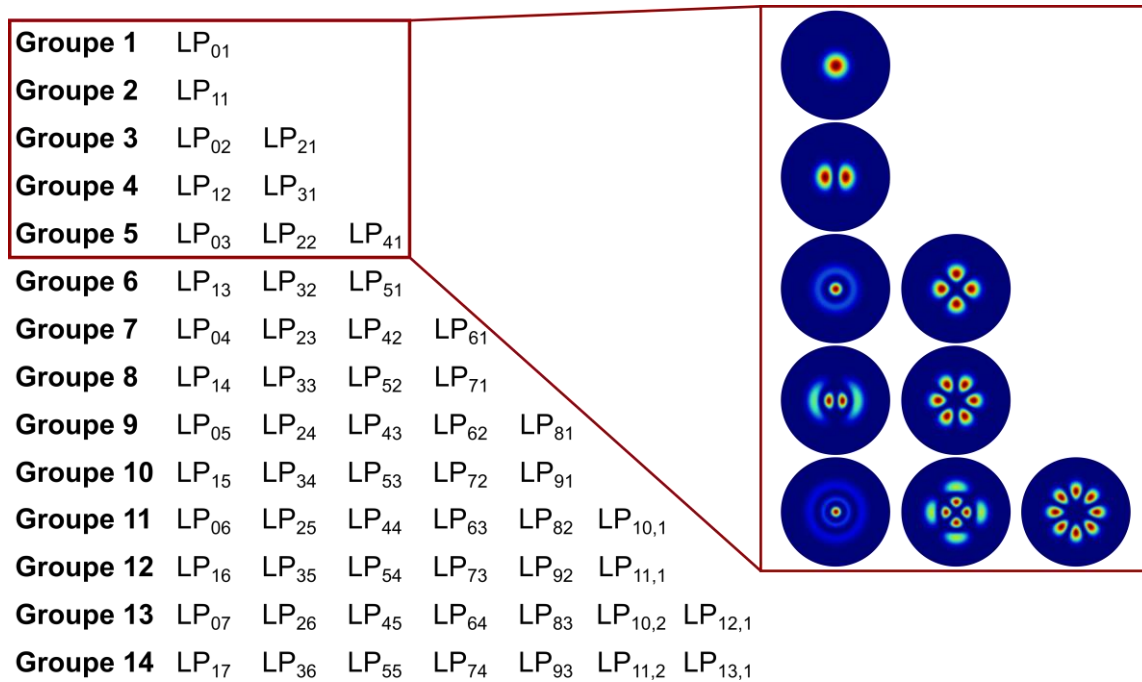 Groupe 1 LP₀₁
Groupe 2 LP₁₁
Groupe 3 LP₀₂ LP₂₁
Groupe 4 LP₁₂ LP₃₁
Groupe 5 LP₀₃ LP₂₂ LP₄₁
Groupe 6 LP₁₃ LP₃₂ LP₅₁
Groupe 7 LP₀₄ LP₂₃ LP₄₂ LP₆₁
Groupe 8 LP₁₄ LP₃₃ LP₅₂ LP₇₁
Groupe 9 LP₀₅ LP₂₄ LP₄₃ LP₆₂ LP₈₁
Groupe 10 LP₁₅ LP₃₄ LP₅₃ LP₇₂ LP₉₁
Groupe 11 LP₀₆ LP₂₅ LP₄₄ LP₆₃ LP₈₂ LP₁₀,₁
Groupe 12 LP₁₆ LP₃₅ LP₅₄ LP₇₃ LP₉₂ LP₁₁,₁
Groupe 13 LP₀₇ LP₂₆ LP₄₅ LP₆₄ LP₈₃ LP₁₀,₂ LP₁₂,₁
Groupe 14 LP₁₇ LP₃₆ LP₅₅ LP₇₄ LP₉₃ LP₁₁,₂ LP₁₃,₁